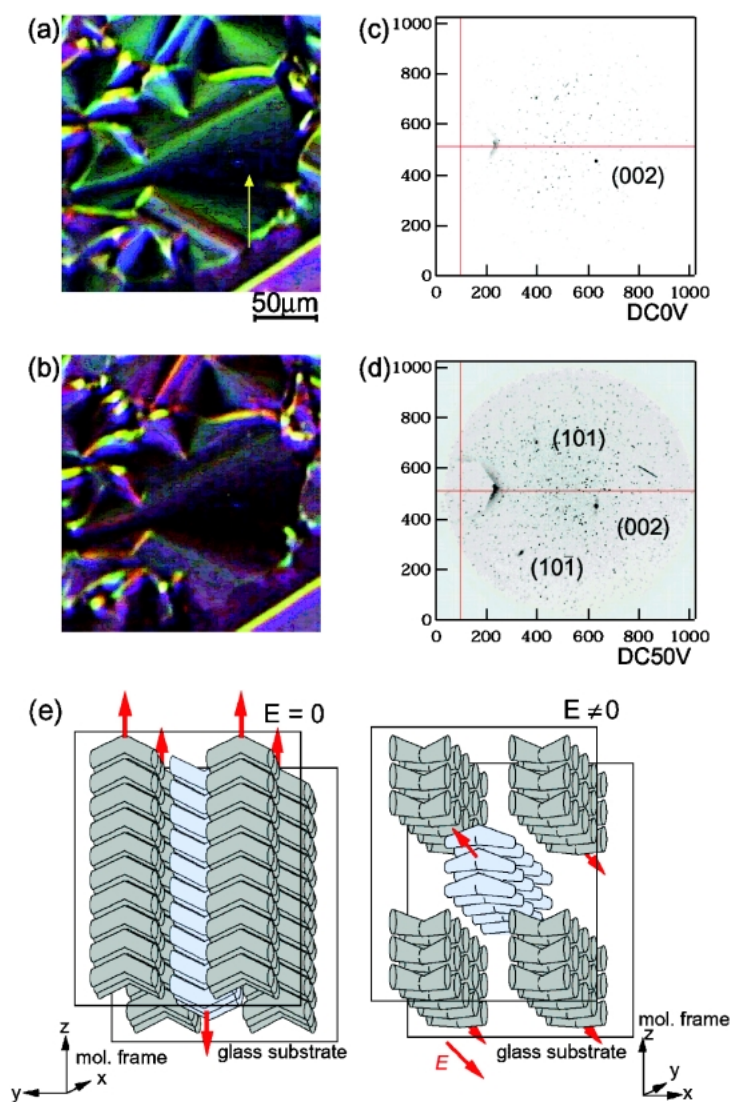 (a)
50μm
(c)
1000
800
600
400
200
0
(002)
0 200 400 600 800 1000
DC0V
(b)
(d)
1000
800
600
400
200
0
(101)
(002)
(101̄)
0 200 400 600 800 1000
DC50V
(e)
E = 0
z
y
x
mol. frame
glass substrate
E ≠ 0
E
glass substrate
mol. frame
z
y
x